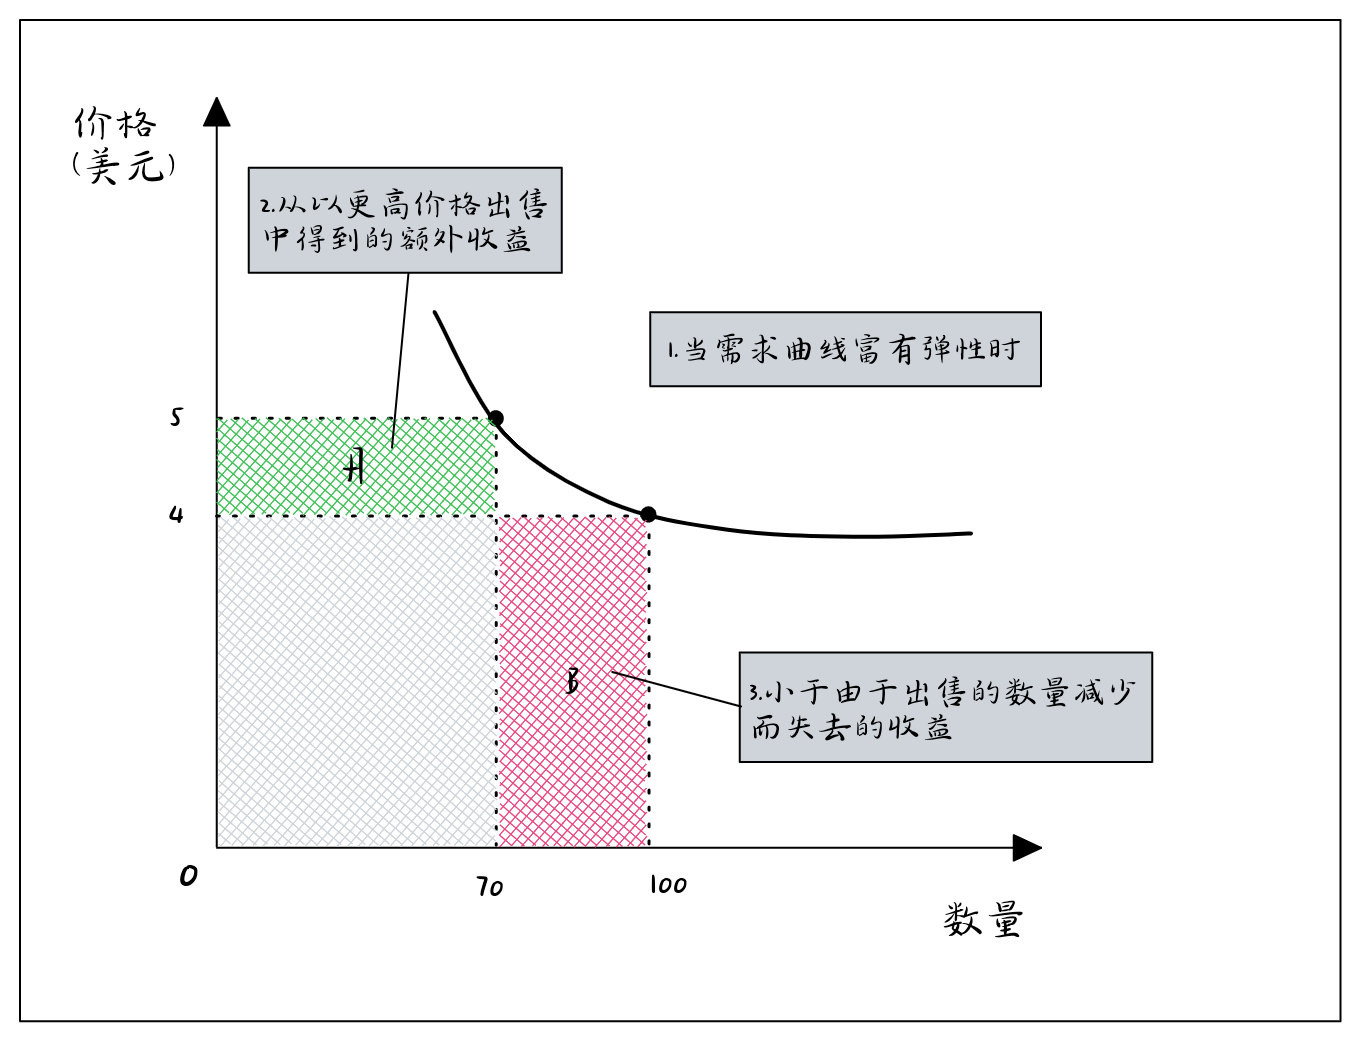 价格
(美元)
2.从以更高价格出售
中得到的额外收益
1.当需求曲线富有弹性时
5
A
4
B
3.小于由于出售的数量减少
而失去的收益
0
70
100
数量